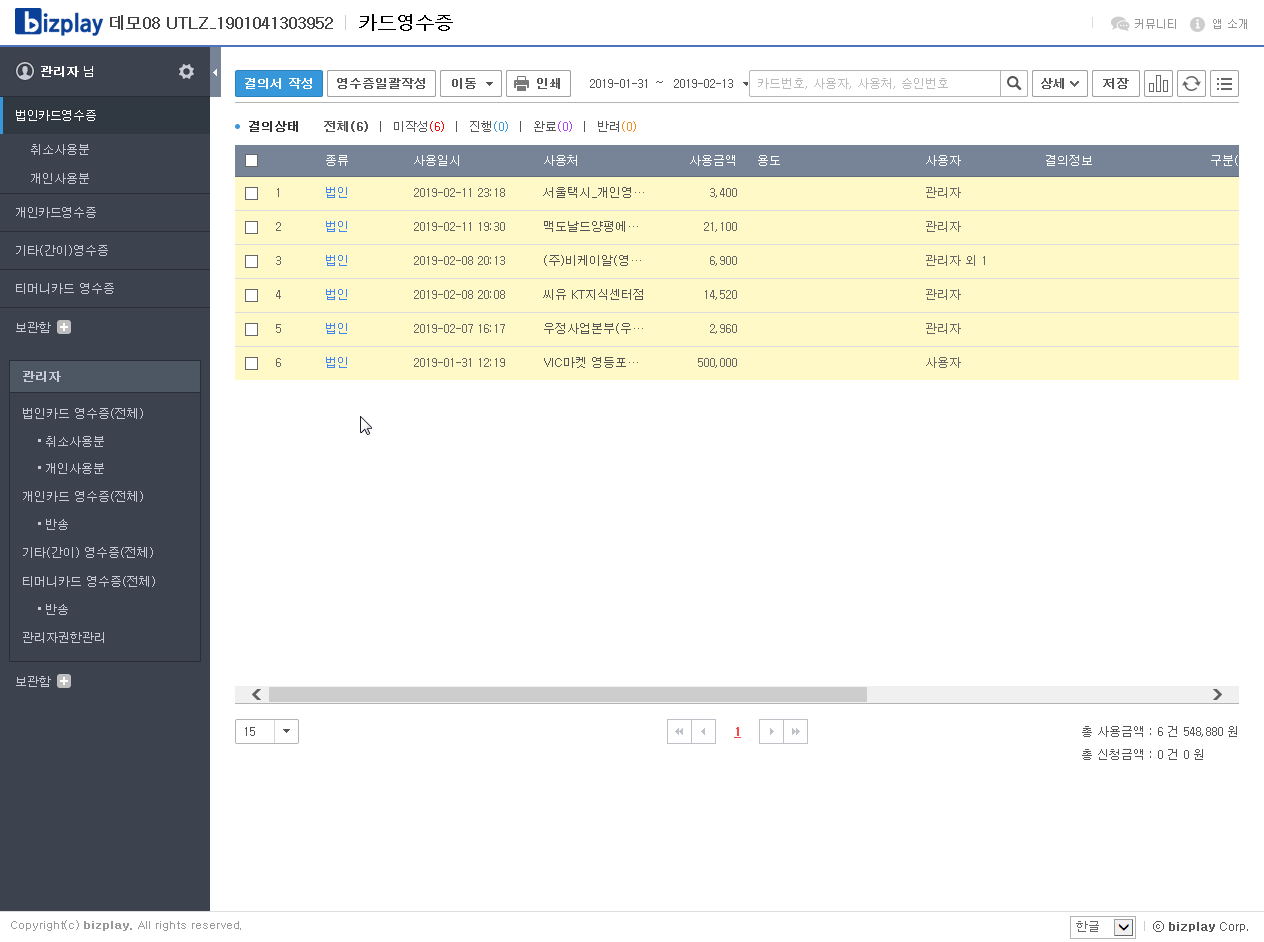 bizplay 데모08 UTLZ_1901041303952 카드영수증
커뮤니티 앱 소개
관리자 님
법인카드영수증
취소사용분
개인사용분
개인카드영수증
기타(간이)영수증
티머니카드 영수증
보관함
관리자
법인카드 영수증(전체)
• 취소사용분
• 개인사용분
개인카드 영수증(전체)
• 반송
기타(간이) 영수증(전체)
티머니카드 영수증(전체)
• 반송
관리자권한관리
보관함
결의서 작성 영수증일괄작성 이동 인쇄 2019-01-31 ~ 2019-02-13 카드번호, 사용자, 사용처, 승인번호 상세 저장
• 결의상태 전체(6) | 미작성(6) | 진행(0) | 완료(0) | 반려(0)
종류 사용일시 사용처 사용금액 용도 사용자 결의정보 구분(
1 법인 2019-02-11 23:18 서울택시_개인영… 3,400 관리자
2 법인 2019-02-11 19:30 맥도날드양평에… 21,100 관리자
3 법인 2019-02-08 20:13 (주)비케이알(영… 6,900 관리자 외 1
4 법인 2019-02-08 20:08 씨유 KT지식센터점 14,520 관리자
5 법인 2019-02-07 16:17 우정사업본부(우… 2,960 관리자
6 법인 2019-01-31 12:19 VIC마켓 영등포… 500,000 사용자
15 1 총 사용금액 : 6 건 548,880 원
총 신청금액 : 0 건 0 원
Copyright(c) bizplay. All rights reserved. 한글 | ⓒ bizplay Corp.